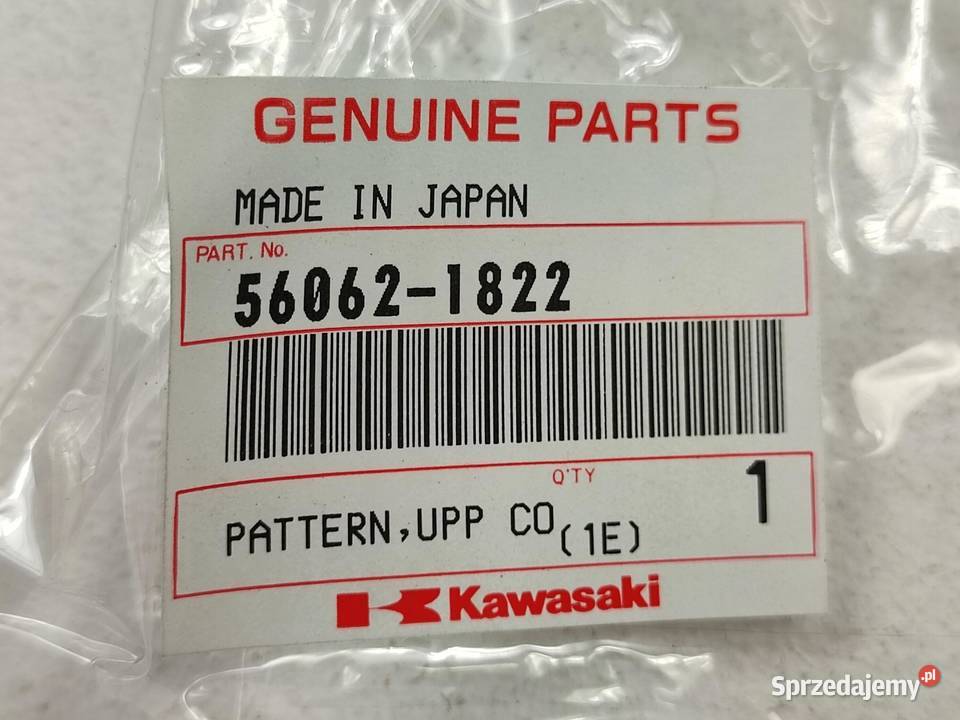 GENUINE PARTS
MADE IN JAPAN
PART. No.
56062-1822
Q'TY
PATTERN,UPP CO(1E) 1
Kawasaki
Sprzedajemy.pl